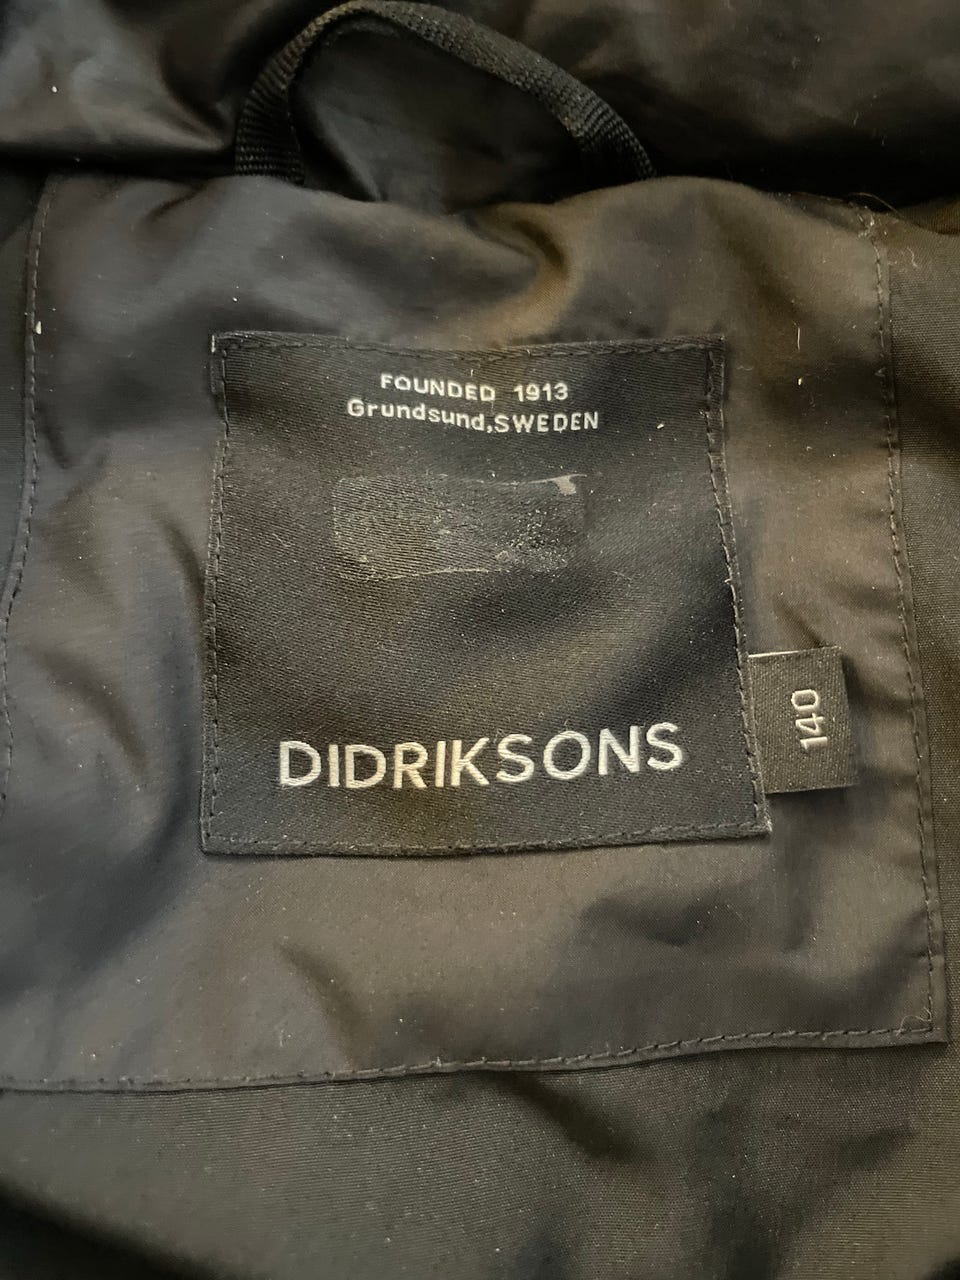 FOUNDED 1913
Grundsund,SWEDEN
DIDRIKSONS
140